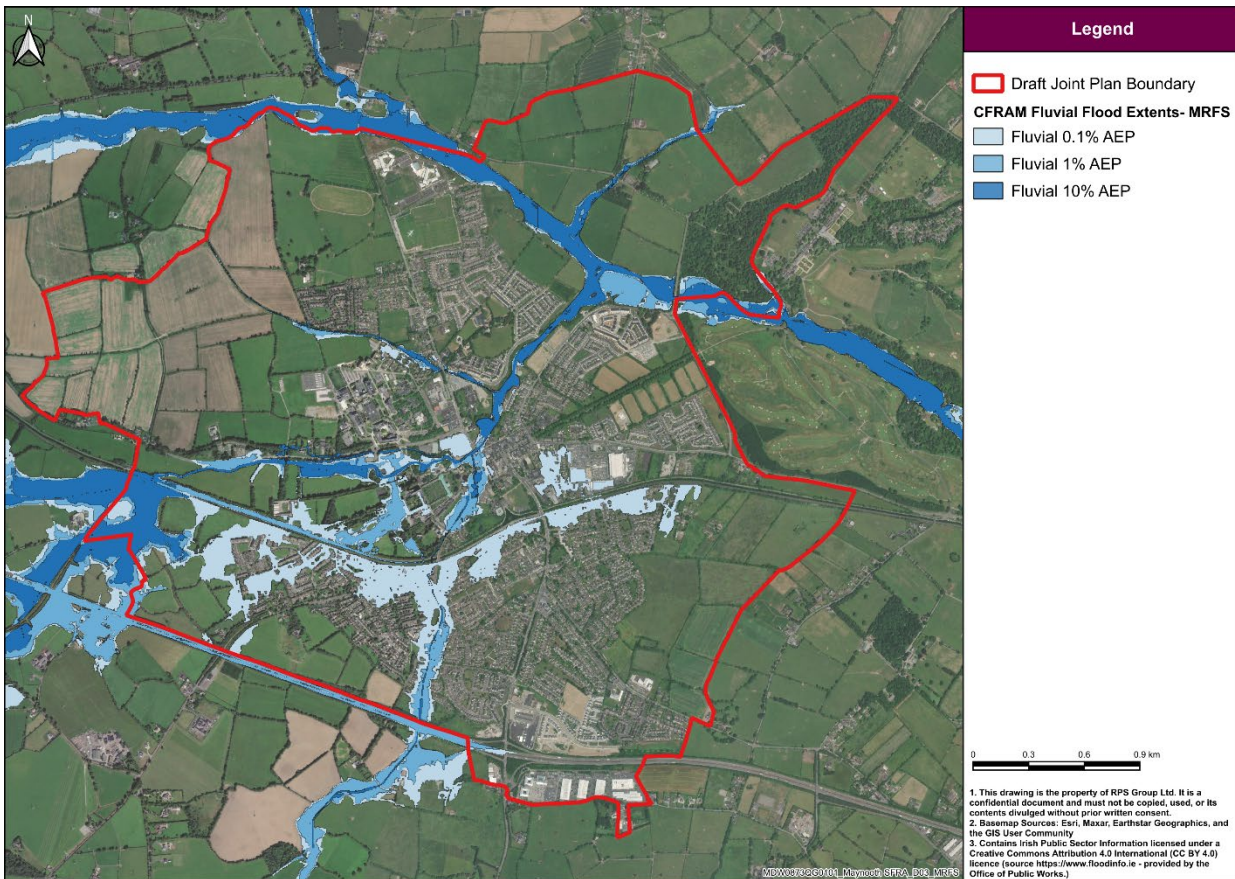 N
Legend
Draft Joint Plan Boundary
CFRAM Fluvial Flood Extents- MRFS
Fluvial 0.1% AEP
Fluvial 1% AEP
Fluvial 10% AEP
0 0.3 0.6 0.9 km
1. This drawing is the property of RPS Group Ltd. It is a
confidential document and must not be copied, used, or its
contents divulged without prior written consent.
2. Basemap Sources: Esri, Maxar, Earthstar Geographics, and
the GIS User Community
3. Contains Irish Public Sector Information licensed under a
Creative Commons Attribution 4.0 International (CC BY 4.0)
licence (source https://www.floodinfo.ie - provided by the
Office of Public Works.)
MDW0873QG0101_Maynooth_SFRA_D03_MRFS